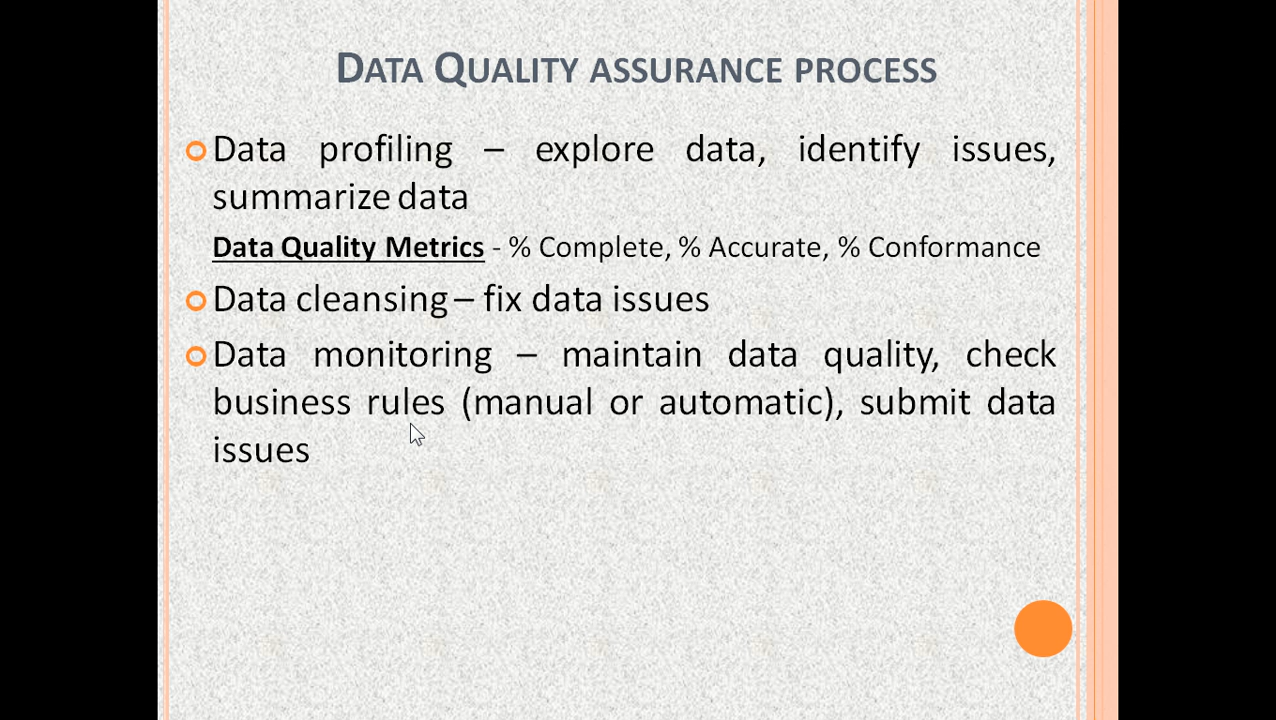 DATA QUALITY ASSURANCE PROCESS
Data profiling – explore data, identify issues,
summarize data
Data Quality Metrics - % Complete, % Accurate, % Conformance
Data cleansing – fix data issues
Data monitoring – maintain data quality, check
business rules (manual or automatic), submit data
issues